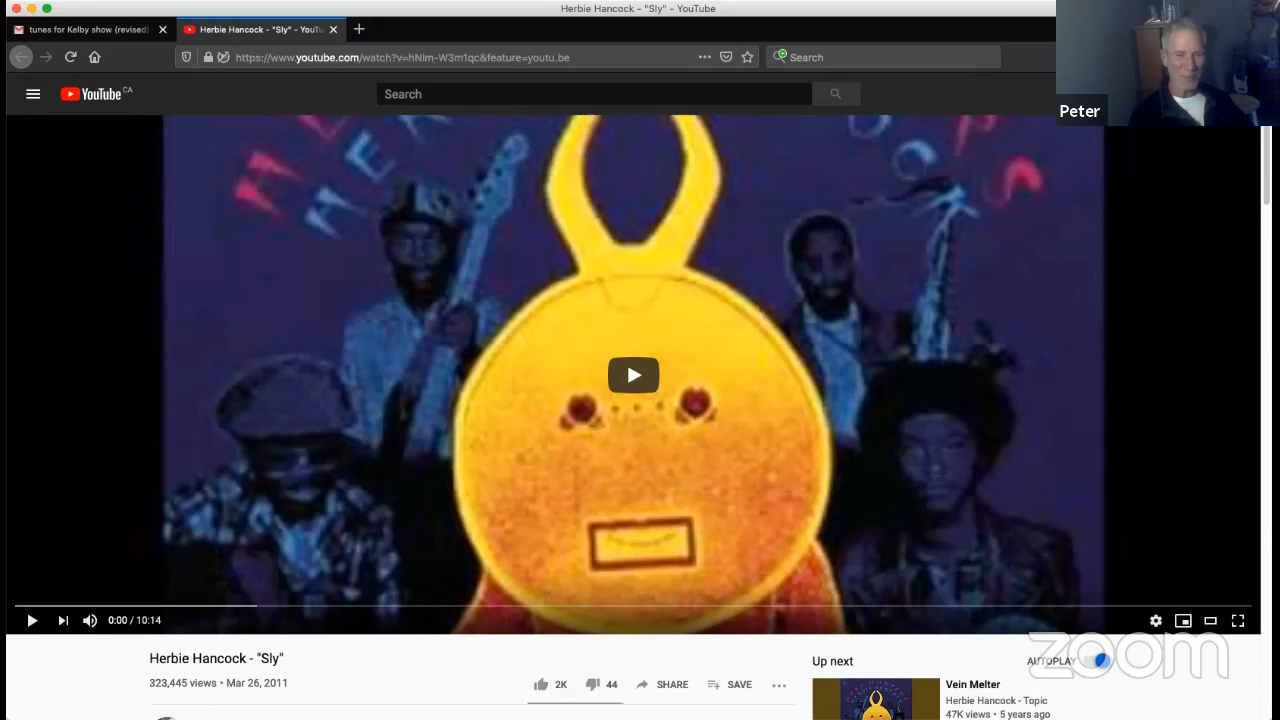 Herbie Hancock - "Sly" - YouTube
tunes for Kelby show (revised)
Herbie Hancock - "Sly" - YouTu
https://www.youtube.com/watch?v=hNlm-W3m1qc&feature=youtu.be
Search
Peter
YouTube CA
Search
0:00 / 10:14
Herbie Hancock - "Sly"
323,445 views • Mar 26, 2011
2K
44
SHARE
SAVE
Up next
AUTOPLAY
zoom
Vein Melter
Herbie Hancock - Topic
47K views • 5 years ago